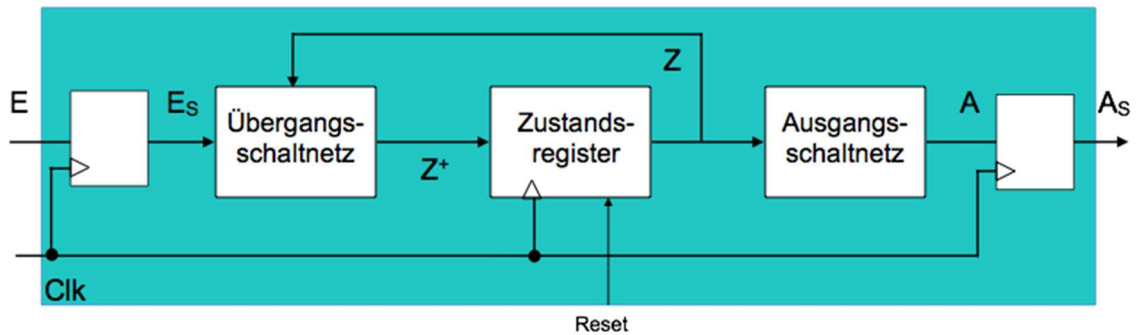 Z
E
E_S
Übergangs-
schaltnetz
Z⁺
Zustands-
register
Ausgangs-
schaltnetz
A
A_S
Clk
Reset